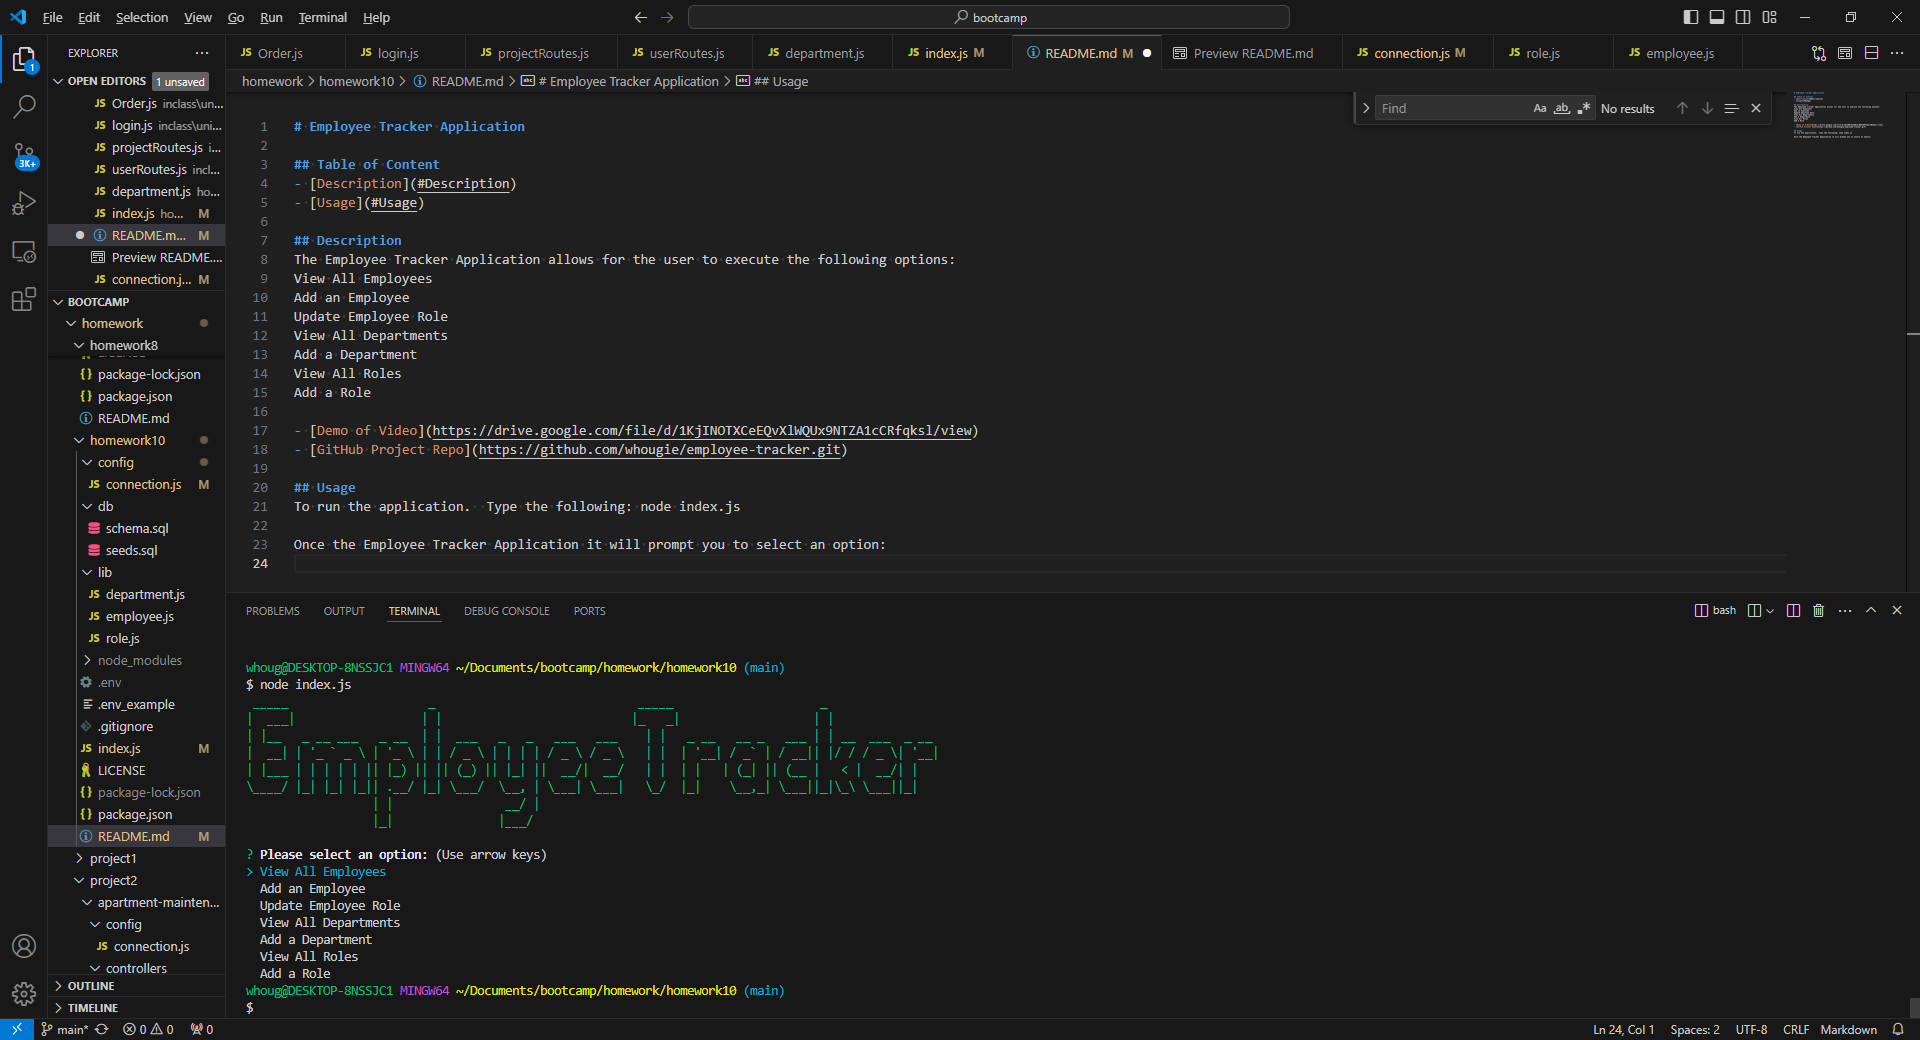 File Edit Selection View Go Run Terminal Help
bootcamp
EXPLORER
Order.js login.js projectRoutes.js userRoutes.js department.js index.js M README.md M Preview README.md connection.js M role.js employee.js
OPEN EDITORS 1 unsaved
homework > homework10 > README.md > # Employee Tracker Application > ## Usage
Find Aa ab No results
JS Order.js inclass\un...
JS login.js inclass\uni...
JS projectRoutes.js i...
JS userRoutes.js incl...
JS department.js ho...
JS index.js ho... M
README.m... M
Preview README....
JS connection.j... M
BOOTCAMP
homework
homework8
package-lock.json
package.json
README.md
homework10
config
JS connection.js M
db
schema.sql
seeds.sql
lib
JS department.js
JS employee.js
JS role.js
node_modules
.env
.env_example
.gitignore
JS index.js M
LICENSE
package-lock.json
package.json
README.md M
project1
project2
apartment-mainten...
config
JS connection.js
controllers
OUTLINE
TIMELINE
1 # Employee Tracker Application
2
3 ## Table of Content
4 - [Description](#Description)
5 - [Usage](#Usage)
6
7 ## Description
8 The Employee Tracker Application allows for the user to execute the following options:
9 View All Employees
10 Add an Employee
11 Update Employee Role
12 View All Departments
13 Add a Department
14 View All Roles
15 Add a Role
16
17 - [Demo of Video](https://drive.google.com/file/d/1KjINOTXCeEQvXlWQUx9NTZA1cCRfqksl/view)
18 - [GitHub Project Repo](https://github.com/whougie/employee-tracker.git)
19
20 ## Usage
21 To run the application.  Type the following: node index.js
22
23 Once the Employee Tracker Application it will prompt you to select an option:
24
PROBLEMS OUTPUT TERMINAL DEBUG CONSOLE PORTS
bash
whoug@DESKTOP-8NSSJC1 MINGW64 ~/Documents/bootcamp/homework/homework10 (main)
$ node index.js
Employee Tracker
? Please select an option: (Use arrow keys)
> View All Employees
Add an Employee
Update Employee Role
View All Departments
Add a Department
View All Roles
Add a Role
whoug@DESKTOP-8NSSJC1 MINGW64 ~/Documents/bootcamp/homework/homework10 (main)
$
main* 0 0 0
Ln 24, Col 1 Spaces: 2 UTF-8 CRLF Markdown
1
3K+